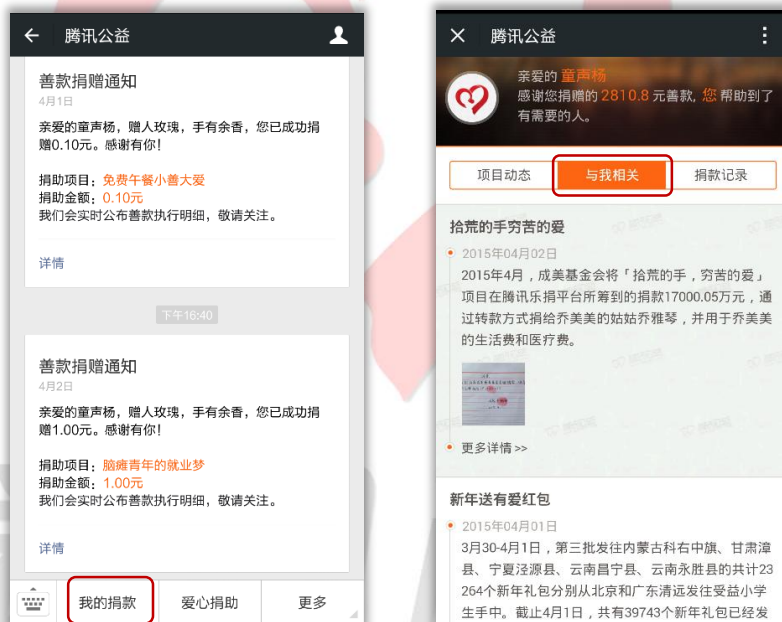 腾讯公益
善款捐赠通知
4月1日
亲爱的童声杨，赠人玫瑰，手有余香，您已成功捐
赠0.10元。感谢有你！
捐助项目：免费午餐小善大爱
捐助金额：0.10元
我们会实时公布善款执行明细，敬请关注。
详情
下午16:40
善款捐赠通知
4月2日
亲爱的童声杨，赠人玫瑰，手有余香，您已成功捐
赠1.00元。感谢有你！
捐助项目：脑瘫青年的就业梦
捐助金额：1.00元
我们会实时公布善款执行明细，敬请关注。
详情
我的捐款
爱心捐助
更多
腾讯公益
亲爱的 童声杨
感谢您捐赠的 2810.8 元善款, 您 帮助到了
有需要的人。
项目动态
与我相关
捐款记录
拾荒的手穷苦的爱
2015年04月02日
2015年4月，成美基金会将「拾荒的手，穷苦的爱」
项目在腾讯乐捐平台所筹到的捐款17000.05万元，通
过转款方式捐给乔美美的姑姑乔雅琴，并用于乔美美
的生活费和医疗费。
更多详情>>
新年送有爱红包
2015年04月01日
3月30-4月1日，第三批发往内蒙古科右中旗、甘肃漳
县、宁夏泾源县、云南昌宁县、云南永胜县的共计23
264个新年礼包分别从北京和广东清远发往受益小学
生手中。截止4月1日，共有39743个新年礼包已经发